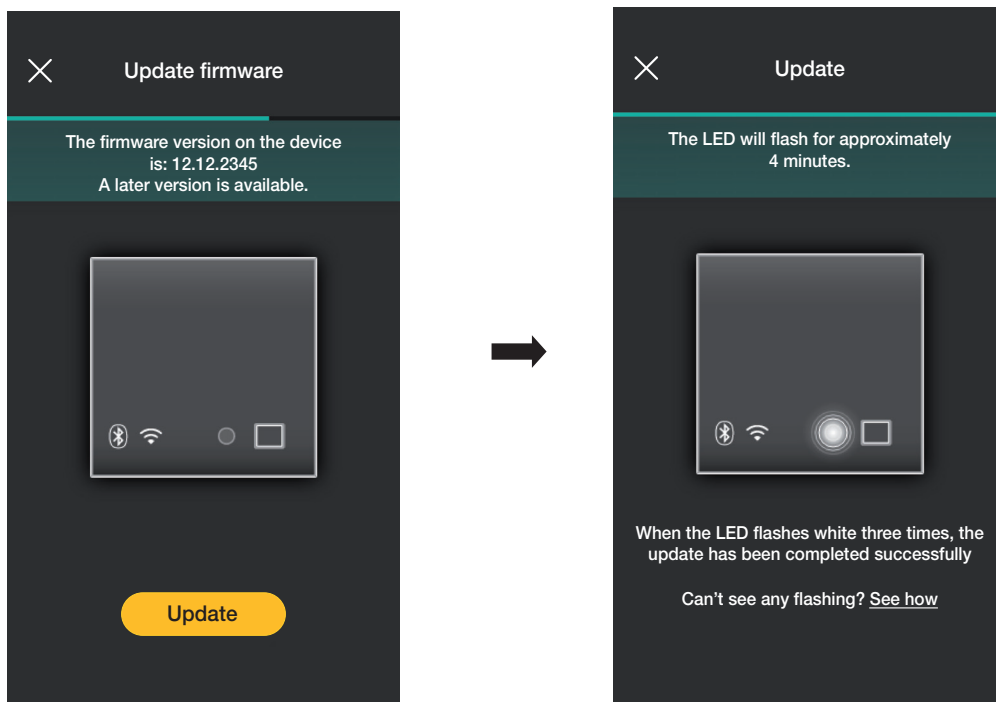 Update firmware
The firmware version on the device
is: 12.12.2345
A later version is available.
Update
Update
The LED will flash for approximately
4 minutes.
When the LED flashes white three times, the
update has been completed successfully
Can't see any flashing? See how